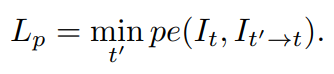 L_p = \min_{t'} pe(I_t, I_{t' \to t}).